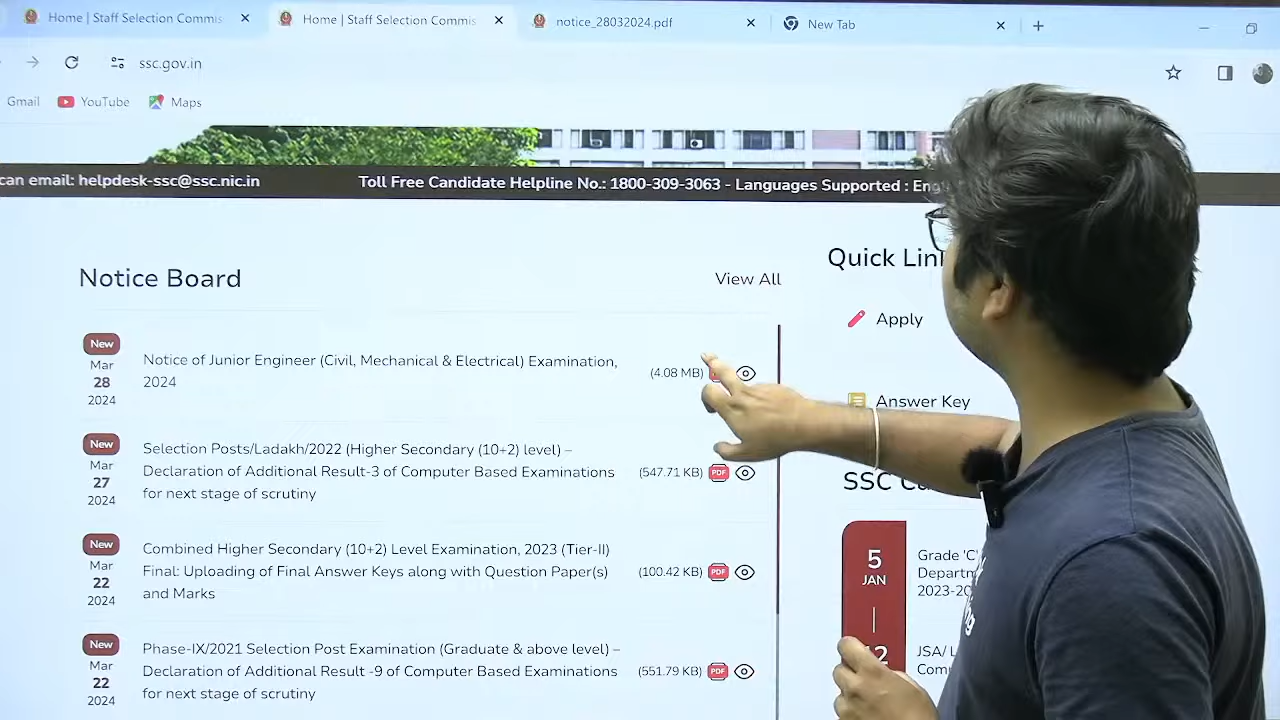 Home | Staff Selection Commis
Home | Staff Selection Commis
notice_28032024.pdf
New Tab
ssc.gov.in
Gmail
YouTube
Maps
can email: helpdesk-ssc@ssc.nic.in
Toll Free Candidate Helpline No.: 1800-309-3063 - Languages Supported : Eng
Notice Board
View All
New
Mar
28
2024
Notice of Junior Engineer (Civil, Mechanical & Electrical) Examination,
2024
(4.08 MB)
New
Mar
27
2024
Selection Posts/Ladakh/2022 (Higher Secondary (10+2) level) –
Declaration of Additional Result-3 of Computer Based Examinations
for next stage of scrutiny
(547.71 KB)
PDF
New
Mar
22
2024
Combined Higher Secondary (10+2) Level Examination, 2023 (Tier-II)
Final Uploading of Final Answer Keys along with Question Paper(s)
and Marks
(100.42 KB)
PDF
New
Mar
22
2024
Phase-IX/2021 Selection Post Examination (Graduate & above level) –
Declaration of Additional Result -9 of Computer Based Examinations
for next stage of scrutiny
(551.79 KB)
PDF
Quick Lin
Apply
Answer Key
SSC Ca
5
JAN
12
Grade 'C'
Departm
2023-20
JSA/ L
Com